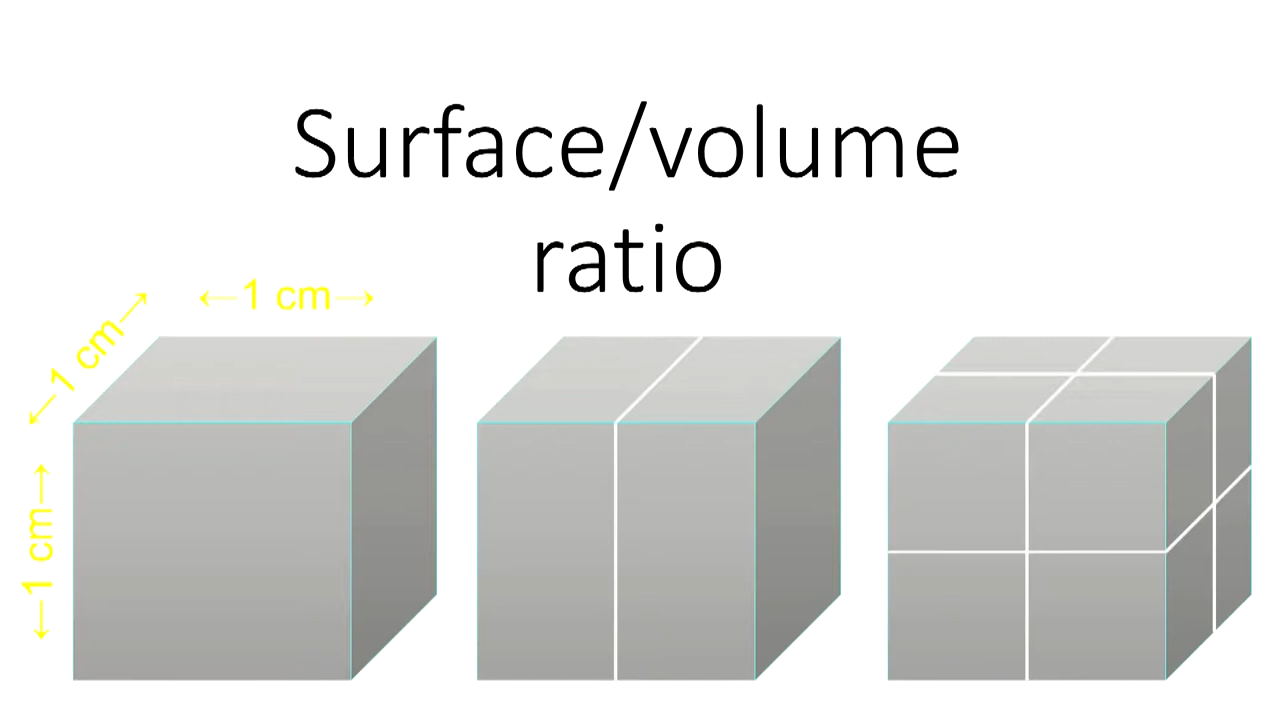 Surface/volume
ratio
←1 cm→
←1 cm→
←1 cm→